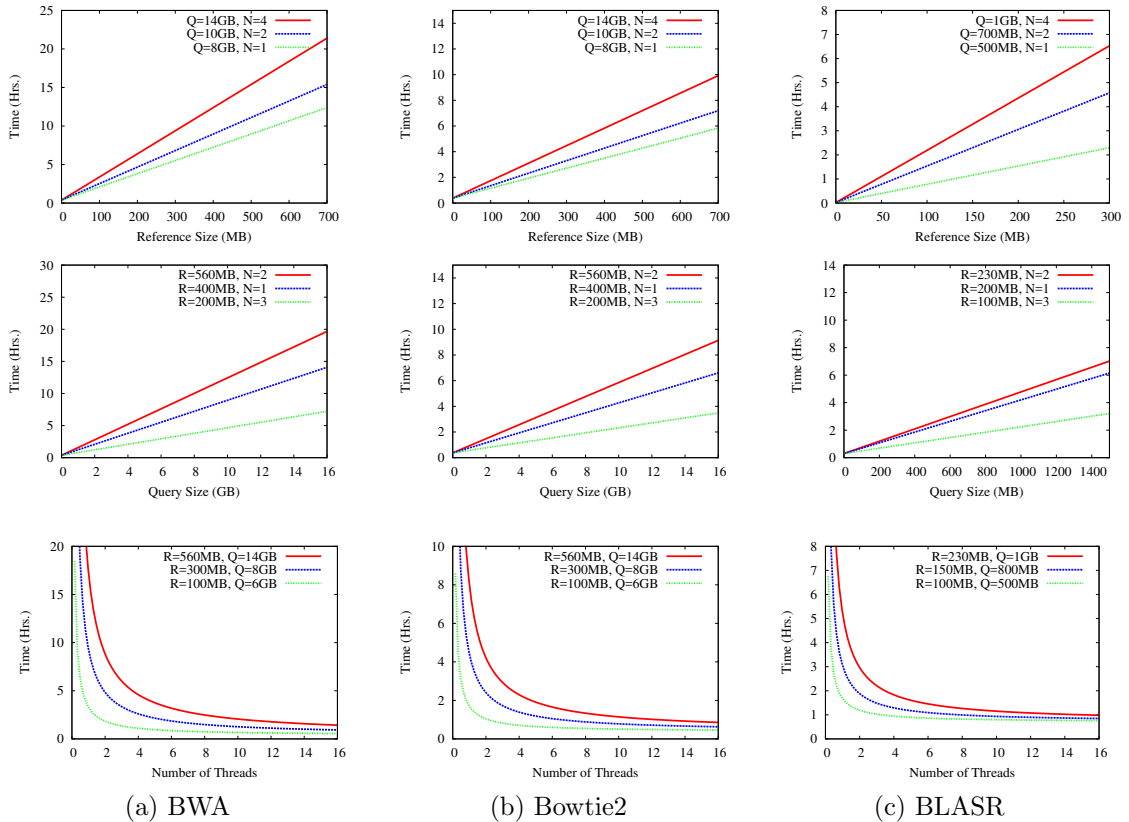 Q=14GB, N=4
Q=10GB, N=2
Q=8GB, N=1
Time (Hrs.)
25
20
15
10
5
0
0 100 200 300 400 500 600 700
Reference Size (MB)
Q=14GB, N=4
Q=10GB, N=2
Q=8GB, N=1
Time (Hrs.)
14
12
10
8
6
4
2
0
0 100 200 300 400 500 600 700
Reference Size (MB)
Q=1GB, N=4
Q=700MB, N=2
Q=500MB, N=1
Time (Hrs.)
8
7
6
5
4
3
2
1
0
0 50 100 150 200 250 300
Reference Size (MB)
R=560MB, N=2
R=400MB, N=1
R=200MB, N=3
Time (Hrs.)
30
25
20
15
10
5
0
0 2 4 6 8 10 12 14 16
Query Size (GB)
R=560MB, N=2
R=400MB, N=1
R=200MB, N=3
Time (Hrs.)
14
12
10
8
6
4
2
0
0 2 4 6 8 10 12 14 16
Query Size (GB)
R=230MB, N=2
R=200MB, N=1
R=100MB, N=3
Time (Hrs.)
14
12
10
8
6
4
2
0
0 200 400 600 800 1000 1200 1400
Query Size (MB)
R=560MB, Q=14GB
R=300MB, Q=8GB
R=100MB, Q=6GB
Time (Hrs.)
20
15
10
5
0
0 2 4 6 8 10 12 14 16
Number of Threads
R=560MB, Q=14GB
R=300MB, Q=8GB
R=100MB, Q=6GB
Time (Hrs.)
10
8
6
4
2
0
0 2 4 6 8 10 12 14 16
Number of Threads
R=230MB, Q=1GB
R=150MB, Q=800MB
R=100MB, Q=500MB
Time (Hrs.)
8
7
6
5
4
3
2
1
0
0 2 4 6 8 10 12 14 16
Number of Threads
(a) BWA
(b) Bowtie2
(c) BLASR